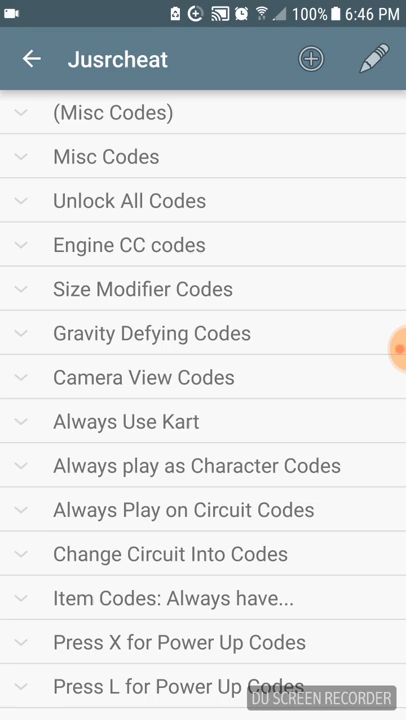 100% 6:46 PM
Jusrcheat
(Misc Codes)
Misc Codes
Unlock All Codes
Engine CC codes
Size Modifier Codes
Gravity Defying Codes
Camera View Codes
Always Use Kart
Always play as Character Codes
Always Play on Circuit Codes
Change Circuit Into Codes
Item Codes: Always have...
Press X for Power Up Codes
Press L for Power Up Codes
DU SCREEN RECORDER